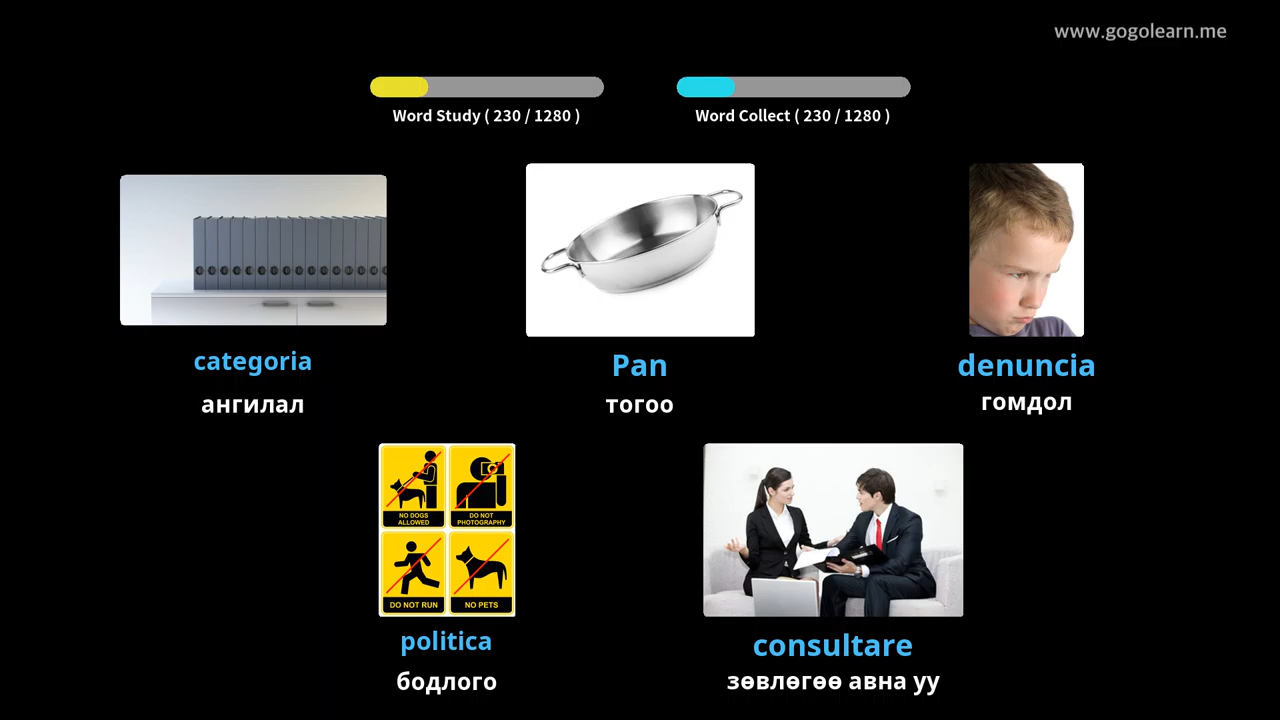 www.gogolearn.me
Word Study ( 230 / 1280 )
Word Collect ( 230 / 1280 )
categoria
ангилал
Pan
тогоо
denuncia
гомдол
NO DOGS
ALLOWED
DO NOT
PHOTOGRAPHY
DO NOT RUN
NO PETS
politica
бодлого
consultare
зөвлөгөө авна уу